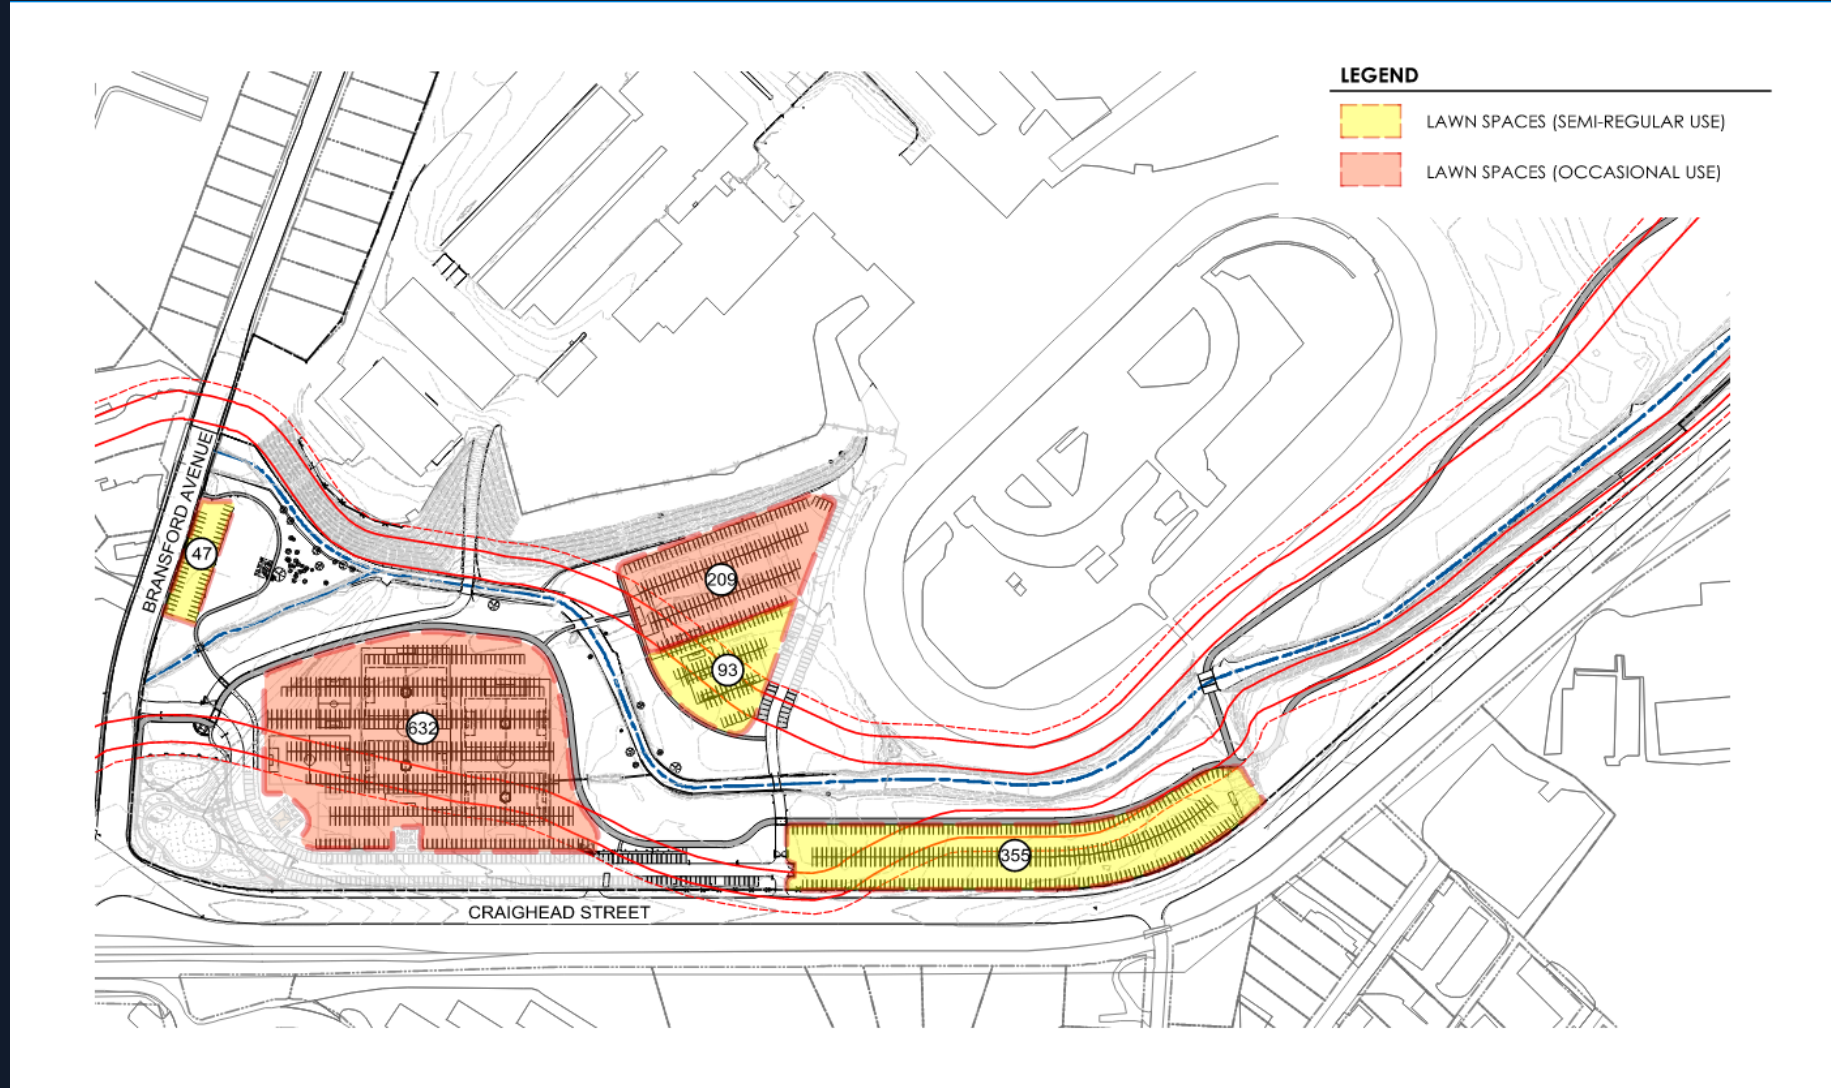 LEGEND
LAWN SPACES (SEMI-REGULAR USE)
LAWN SPACES (OCCASIONAL USE)
BRANSFORD AVENUE
47
209
93
632
355
CRAIGHEAD STREET